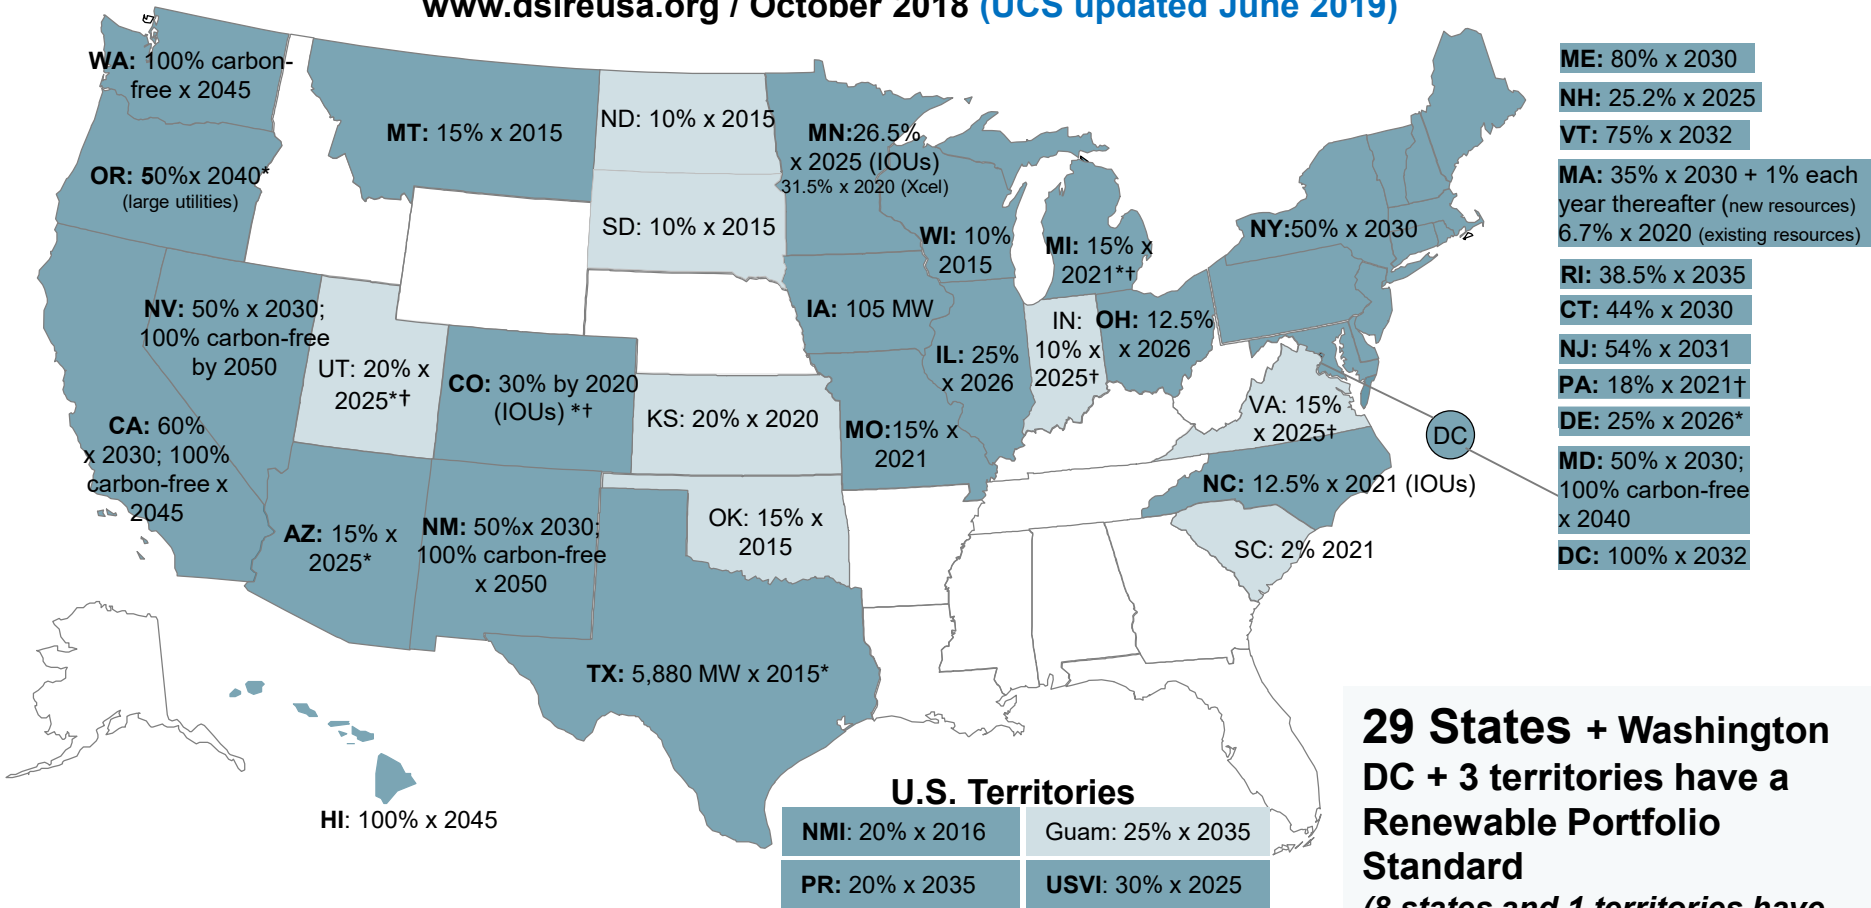 www.dsireusa.org / October 2018 (UCS updated June 2019)
WA: 100% carbon-
free x 2045
MT: 15% x 2015
ND: 10% x 2015
MN:26.5%
x 2025 (IOUs)
31.5% x 2020 (Xcel)
OR: 50%x 2040*
(large utilities)
SD: 10% x 2015
WI: 10%
2015
MI: 15% x
2021*†
NY:50% x 2030
NV: 50% x 2030;
100% carbon-free
by 2050
IA: 105 MW
IN:
10% x
2025†
OH: 12.5%
x 2026
UT: 20% x
2025*†
CO: 30% by 2020
(IOUs) *†
IL: 25%
x 2026
KS: 20% x 2020
MO:15% x
2021
VA: 15%
x 2025†
DC
CA: 60%
x 2030; 100%
carbon-free x
2045
NC: 12.5% x 2021 (IOUs)
AZ: 15% x
2025*
NM: 50%x 2030;
100% carbon-free
x 2050
OK: 15% x
2015
SC: 2% 2021
TX: 5,880 MW x 2015*
HI: 100% x 2045
ME: 80% x 2030
NH: 25.2% x 2025
VT: 75% x 2032
MA: 35% x 2030 + 1% each
year thereafter (new resources)
6.7% x 2020 (existing resources)
RI: 38.5% x 2035
CT: 44% x 2030
NJ: 54% x 2031
PA: 18% x 2021†
DE: 25% x 2026*
MD: 50% x 2030;
100% carbon-free
x 2040
DC: 100% x 2032
U.S. Territories
NMI: 20% x 2016
Guam: 25% x 2035
PR: 20% x 2035
USVI: 30% x 2025
29 States + Washington
DC + 3 territories have a
Renewable Portfolio
Standard
(8 states and 1 territories have